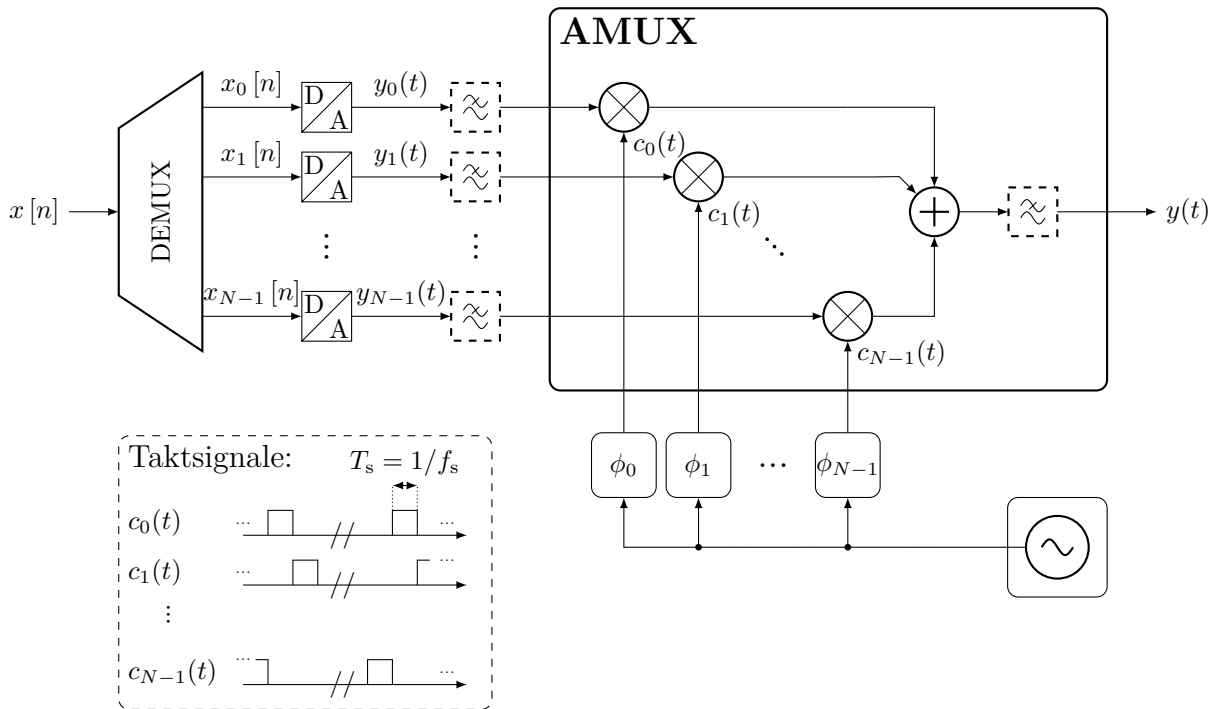 AMUX
x_0 [n]
D
A
y_0(t)
c_0(t)
x_1 [n]
D
A
y_1(t)
c_1(t)
x [n]
DEMUX
y(t)
⋮
⋮
⋱
x_{N−1} [n]
D
A
y_{N−1}(t)
c_{N−1}(t)
ϕ_0
ϕ_1
...
ϕ_{N−1}
Taktsignale:
T_s = 1/f_s
c_0(t) ... // ...
c_1(t) ... // ...
⋮
c_{N−1}(t) ... // ...